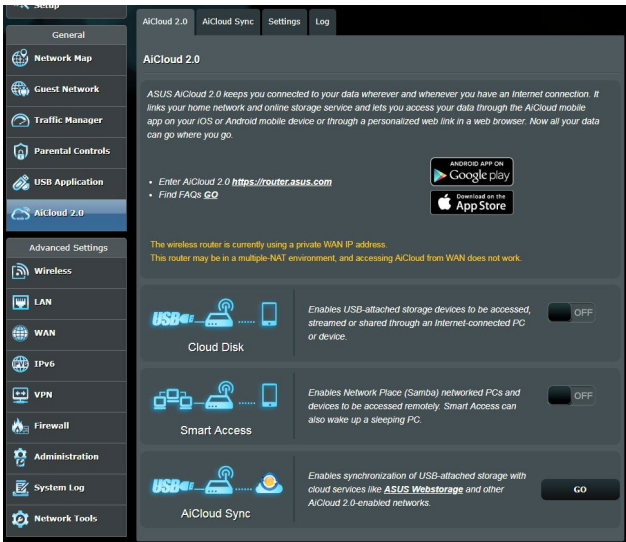 Setup
General
Network Map
Guest Network
Traffic Manager
Parental Controls
USB Application
AiCloud 2.0
Advanced Settings
Wireless
LAN
WAN
IPv6
VPN
Firewall
Administration
System Log
Network Tools
AiCloud 2.0 AiCloud Sync Settings Log
AiCloud 2.0
ASUS AiCloud 2.0 keeps you connected to your data wherever and whenever you have an Internet connection. It
links your home network and online storage service and lets you access your data through the AiCloud mobile
app on your iOS or Android mobile device or through a personalized web link in a web browser. Now all your data
can go where you go.
ANDROID APP ON
Google play
Download on the
App Store
• Enter AiCloud 2.0 https://router.asus.com
• Find FAQs GO
The wireless router is currently using a private WAN IP address.
This router may be in a multiple-NAT environment, and accessing AiCloud from WAN does not work.
USB
Cloud Disk
Enables USB-attached storage devices to be accessed,
streamed or shared through an Internet-connected PC
or device.
OFF
Smart Access
Enables Network Place (Samba) networked PCs and
devices to be accessed remotely. Smart Access can
also wake up a sleeping PC.
OFF
USB
AiCloud Sync
Enables synchronization of USB-attached storage with
cloud services like ASUS Webstorage and other
AiCloud 2.0-enabled networks.
GO